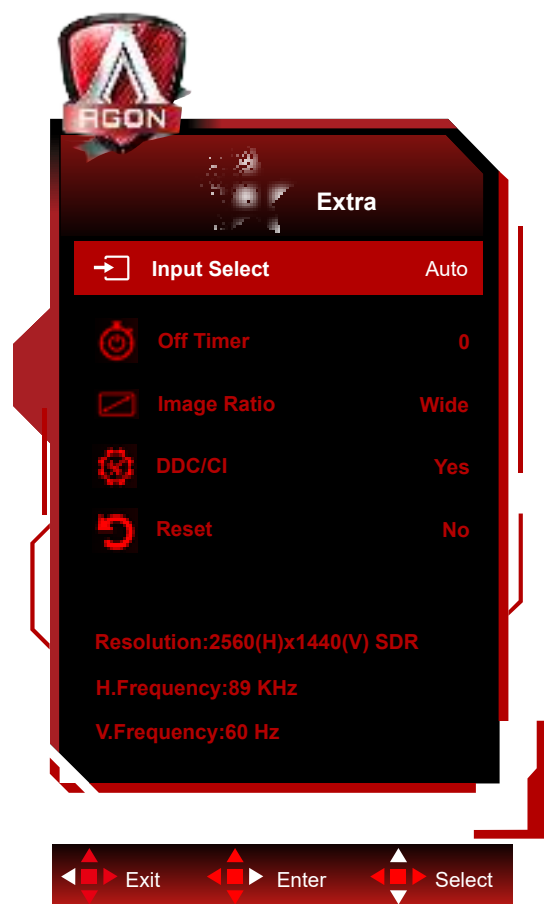 AGON
Extra
Input Select Auto
Off Timer 0
Image Ratio Wide
DDC/CI Yes
Reset No
Resolution:2560(H)x1440(V) SDR
H.Frequency:89 KHz
V.Frequency:60 Hz
Exit Enter Select